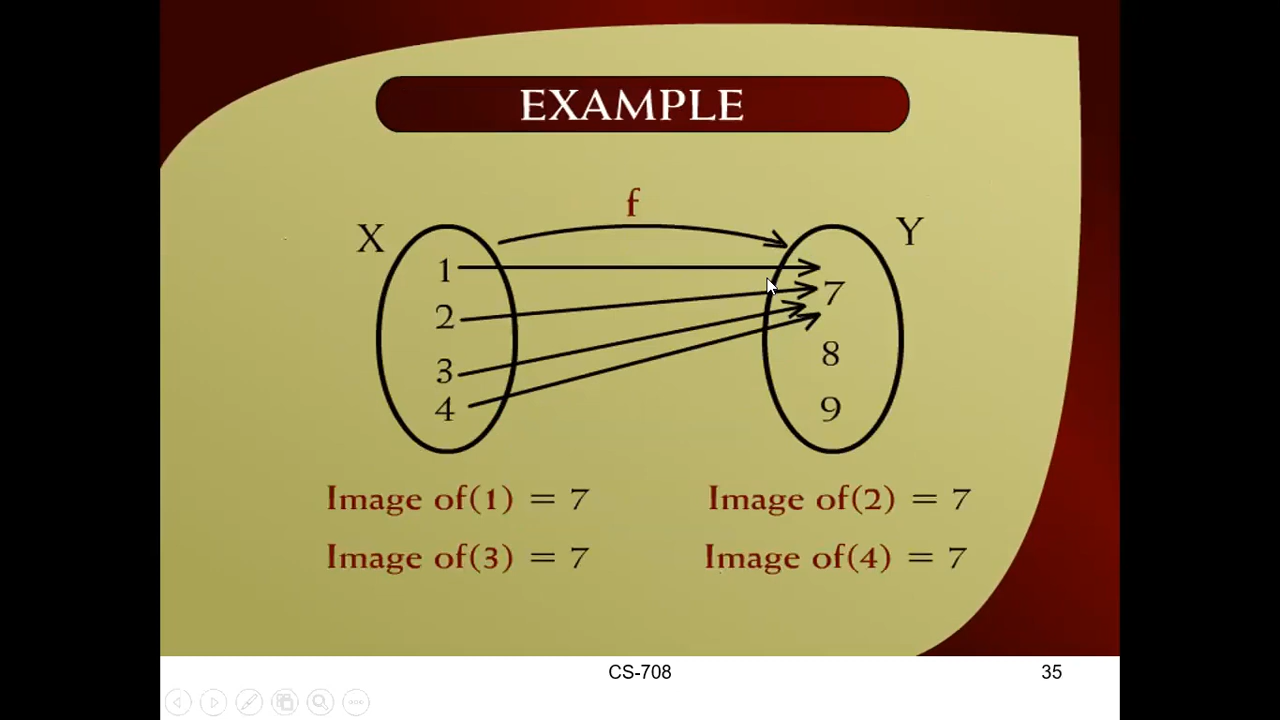 EXAMPLE
f
X
Y
1
2
3
4
7
8
9
Image of(1) = 7
Image of(2) = 7
Image of(3) = 7
Image of(4) = 7
CS-708
35